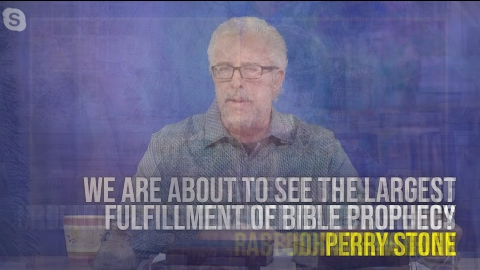 WE ARE ABOUT TO SEE THE LARGEST
FULFILLMENT OF BIBLE PROPHECY
PERRY STONE